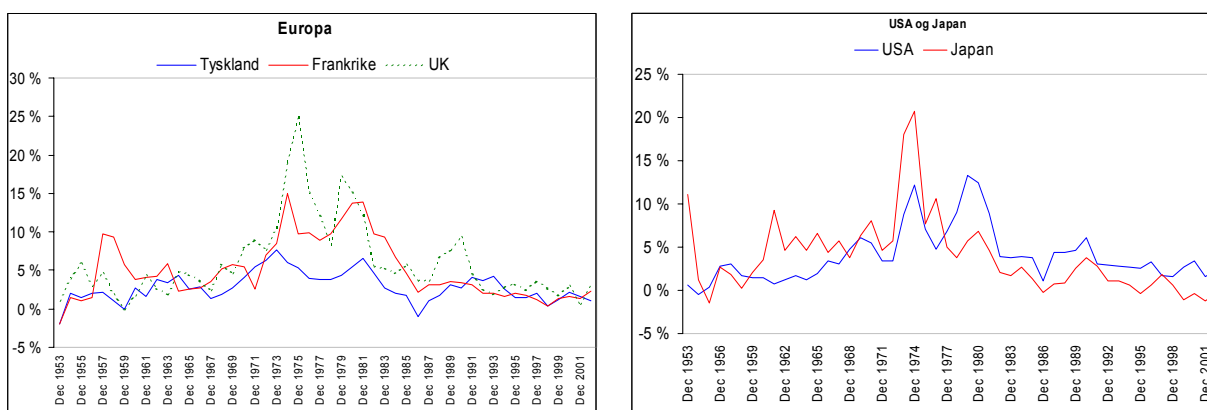 Europa
Tyskland Frankrike UK
30 %
25 %
20 %
15 %
10 %
5 %
0 %
-5 %
Dec 1953
Dec 1955
Dec 1957
Dec 1959
Dec 1961
Dec 1963
Dec 1965
Dec 1967
Dec 1969
Dec 1971
Dec 1973
Dec 1975
Dec 1977
Dec 1979
Dec 1981
Dec 1983
Dec 1985
Dec 1987
Dec 1989
Dec 1991
Dec 1993
Dec 1995
Dec 1997
Dec 1999
Dec 2001
USA og Japan
USA Japan
25 %
20 %
15 %
10 %
5 %
0 %
-5 %
Dec 1953
Dec 1956
Dec 1959
Dec 1962
Dec 1965
Dec 1968
Dec 1971
Dec 1974
Dec 1977
Dec 1980
Dec 1983
Dec 1986
Dec 1989
Dec 1992
Dec 1995
Dec 1998
Dec 2001